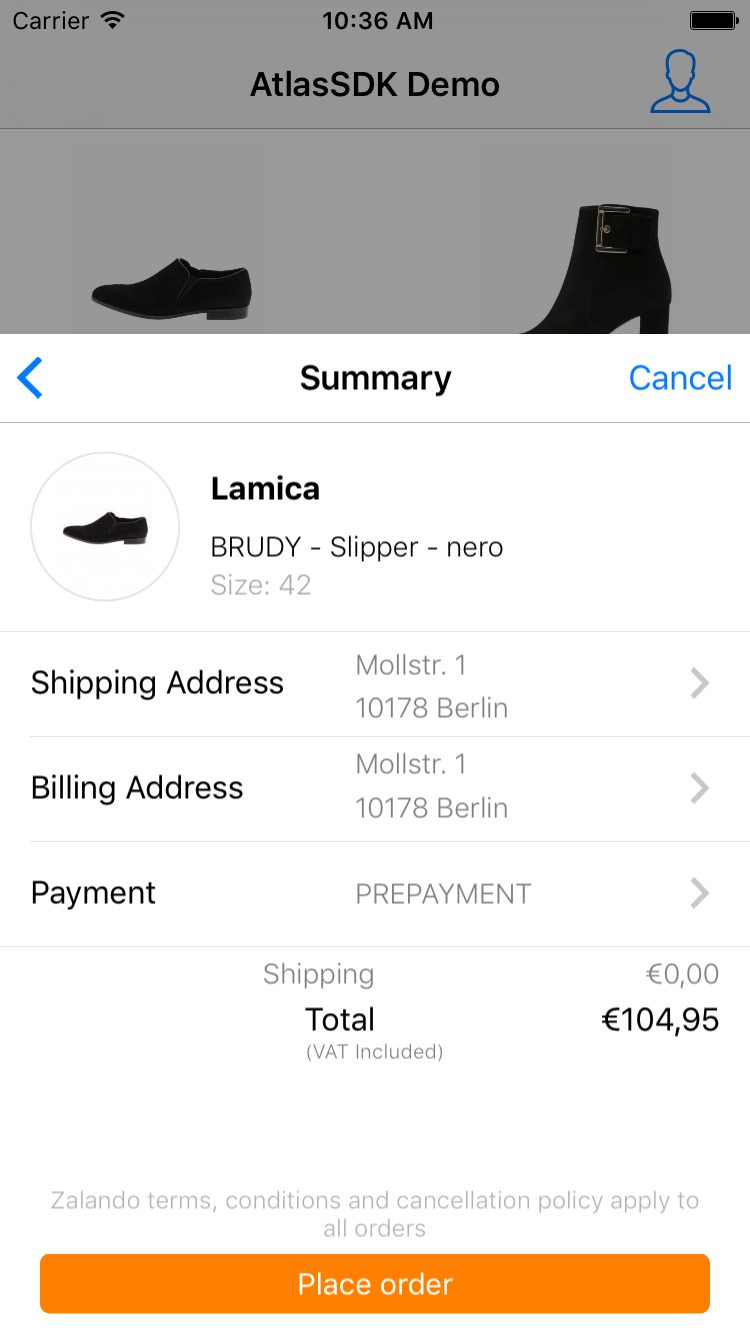 Carrier 10:36 AM
AtlasSDK Demo
Summary Cancel
Lamica
BRUDY - Slipper - nero
Size: 42
Shipping Address
Mollstr. 1
10178 Berlin
Billing Address
Mollstr. 1
10178 Berlin
Payment PREPAYMENT
Shipping €0,00
Total €104,95
(VAT Included)
Zalando terms, conditions and cancellation policy apply to
all orders
Place order